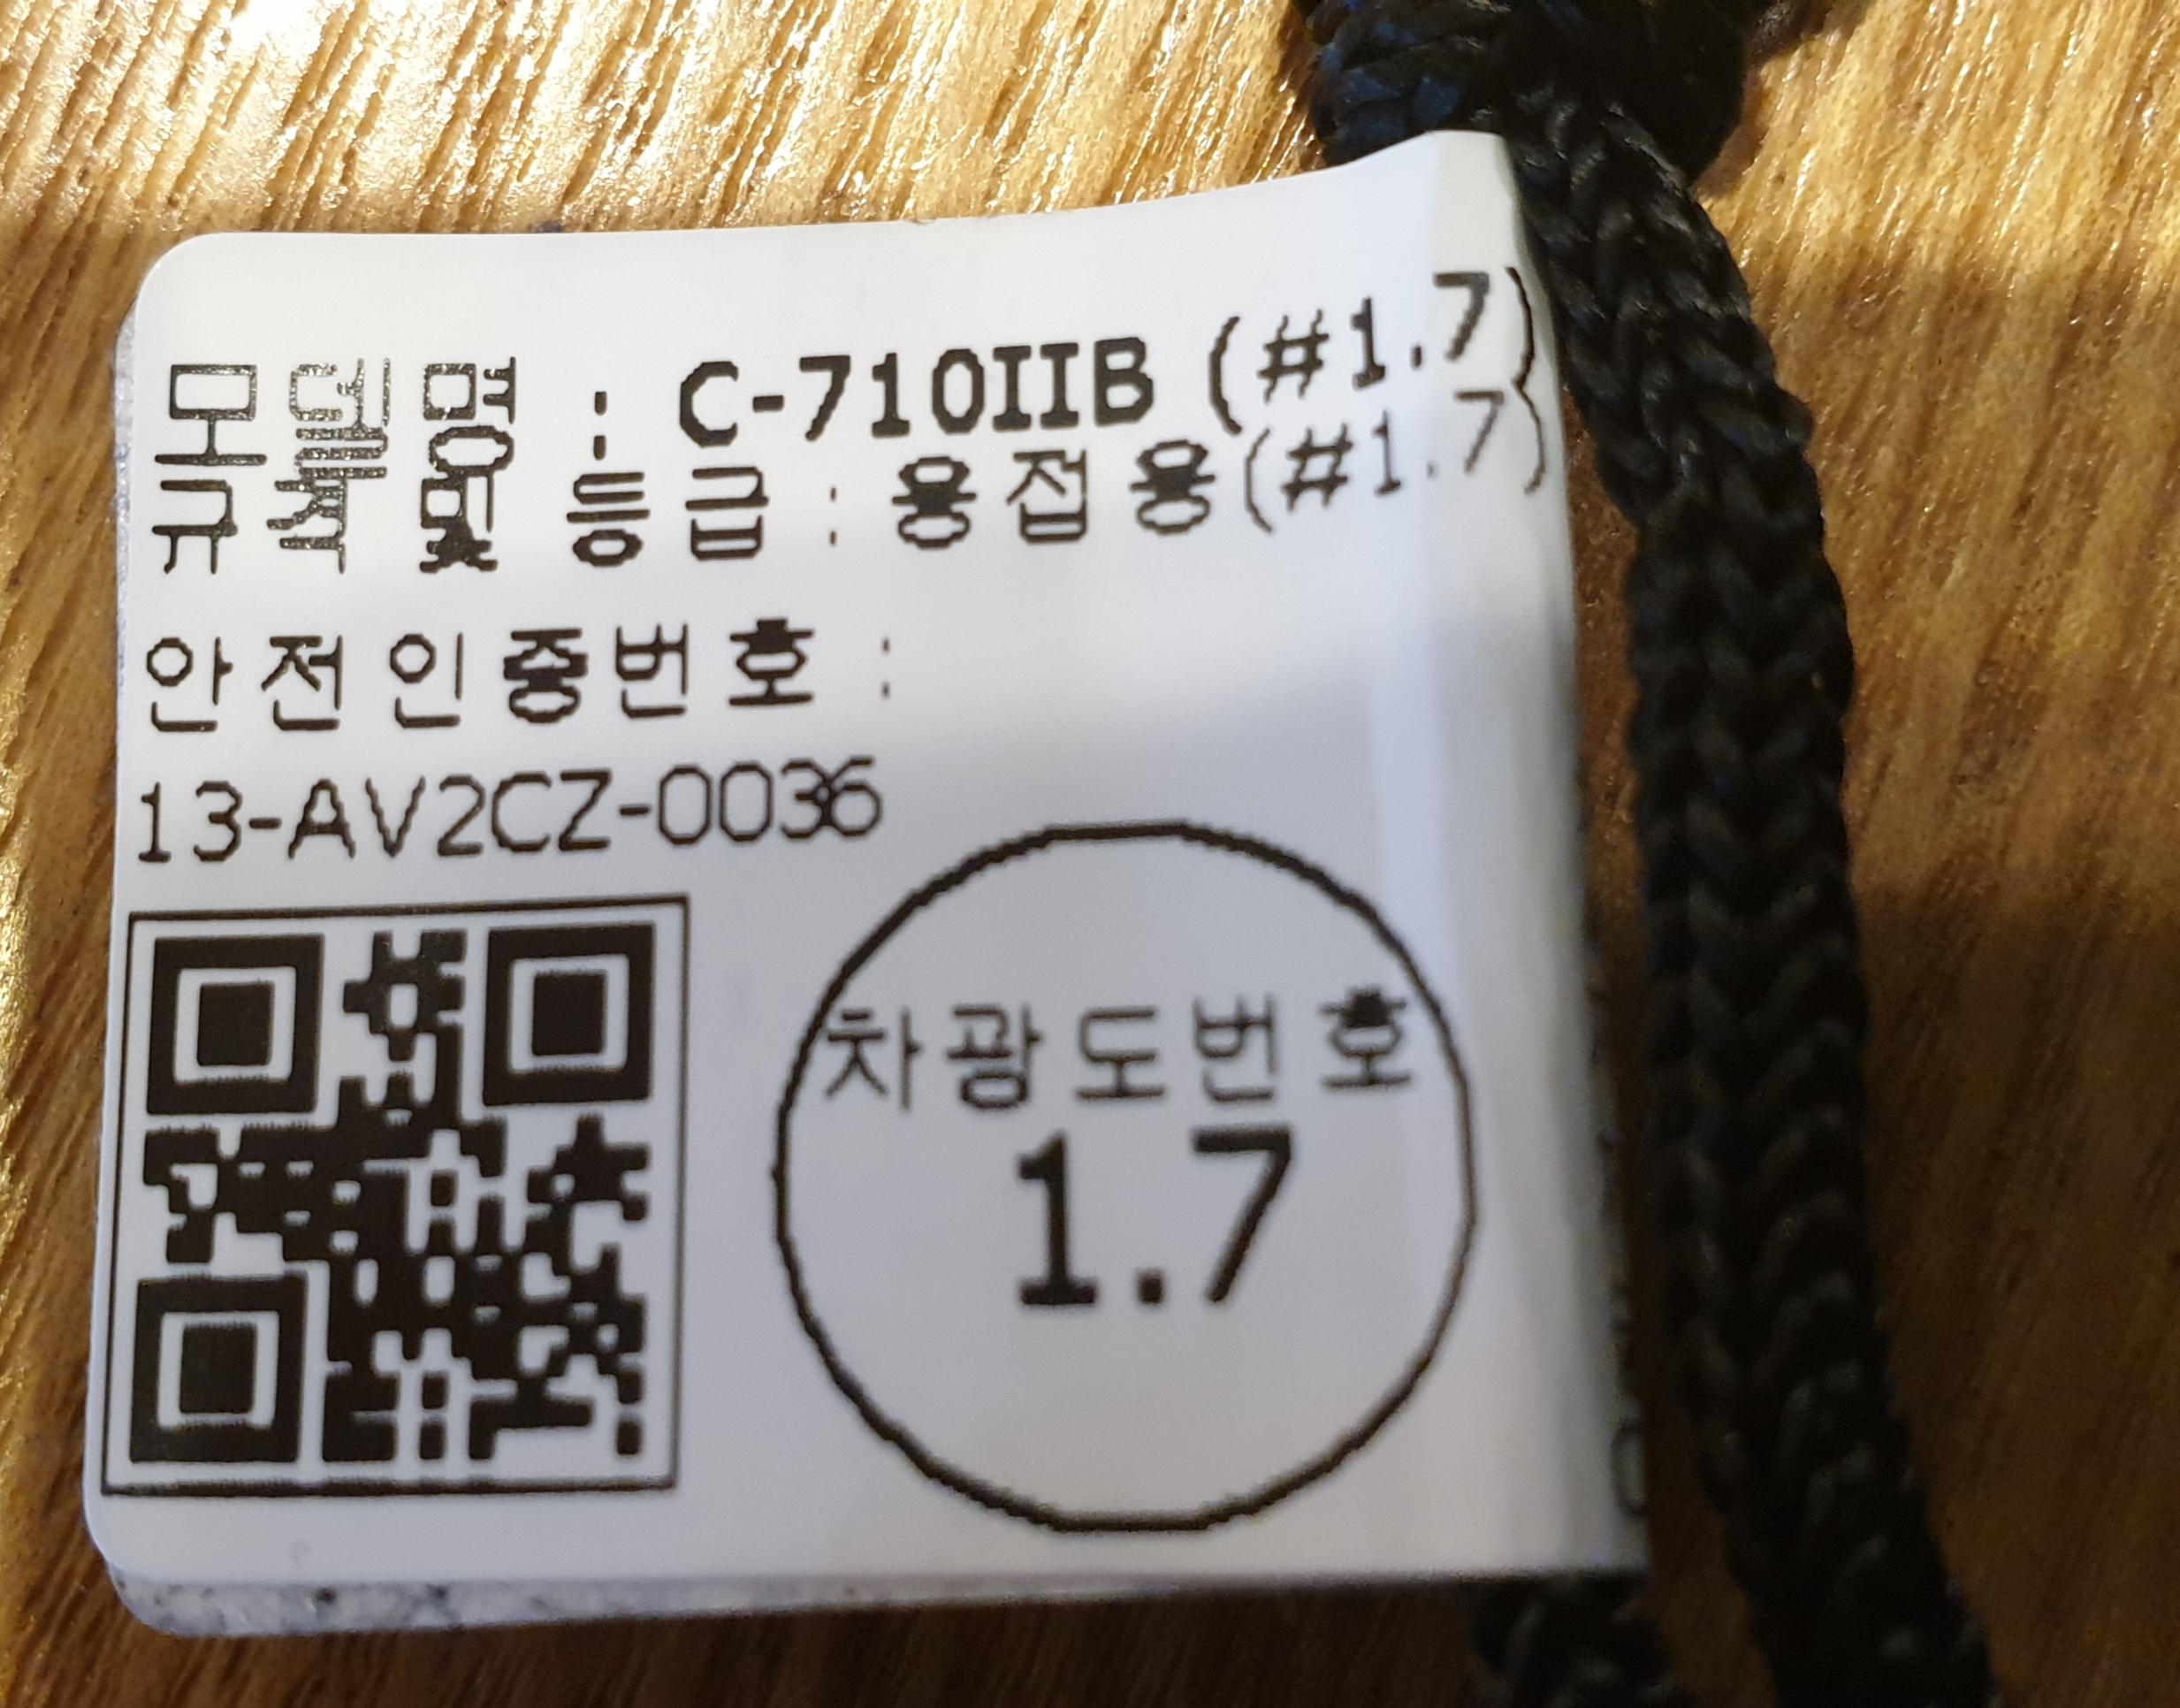 모델명 : C-710IIB (#1.7)
규격 및 등급 : 용접용(#1.7)
안전인증번호 :
13-AV2CZ-0036
차광도번호
1.7